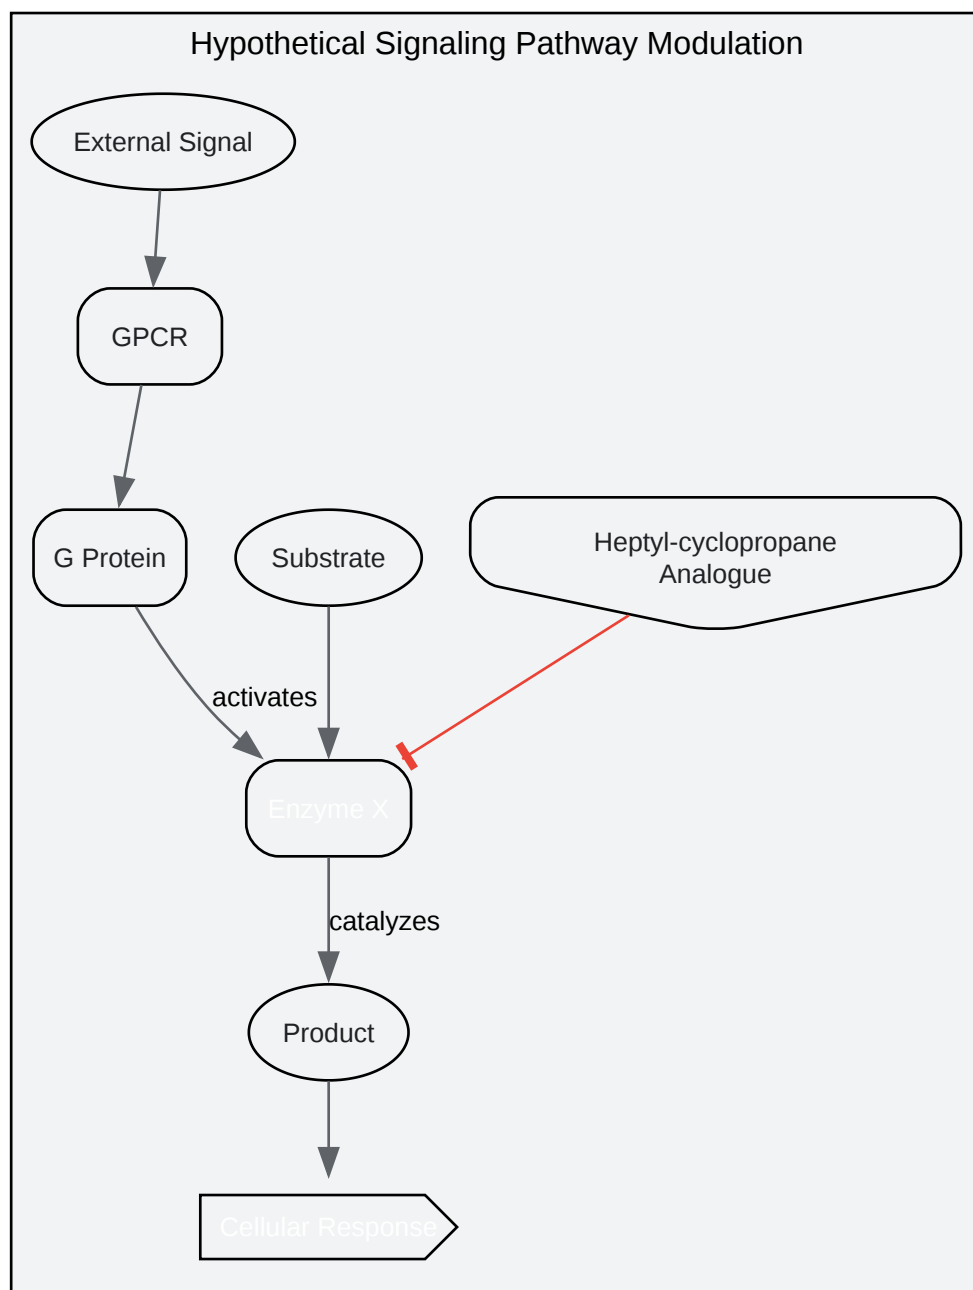 Hypothetical Signaling Pathway Modulation
External Signal
GPCR
G Protein
Substrate
Heptyl-cyclopropane
Analogue
activates
Enzyme X
catalyzes
Product
Cellular Response